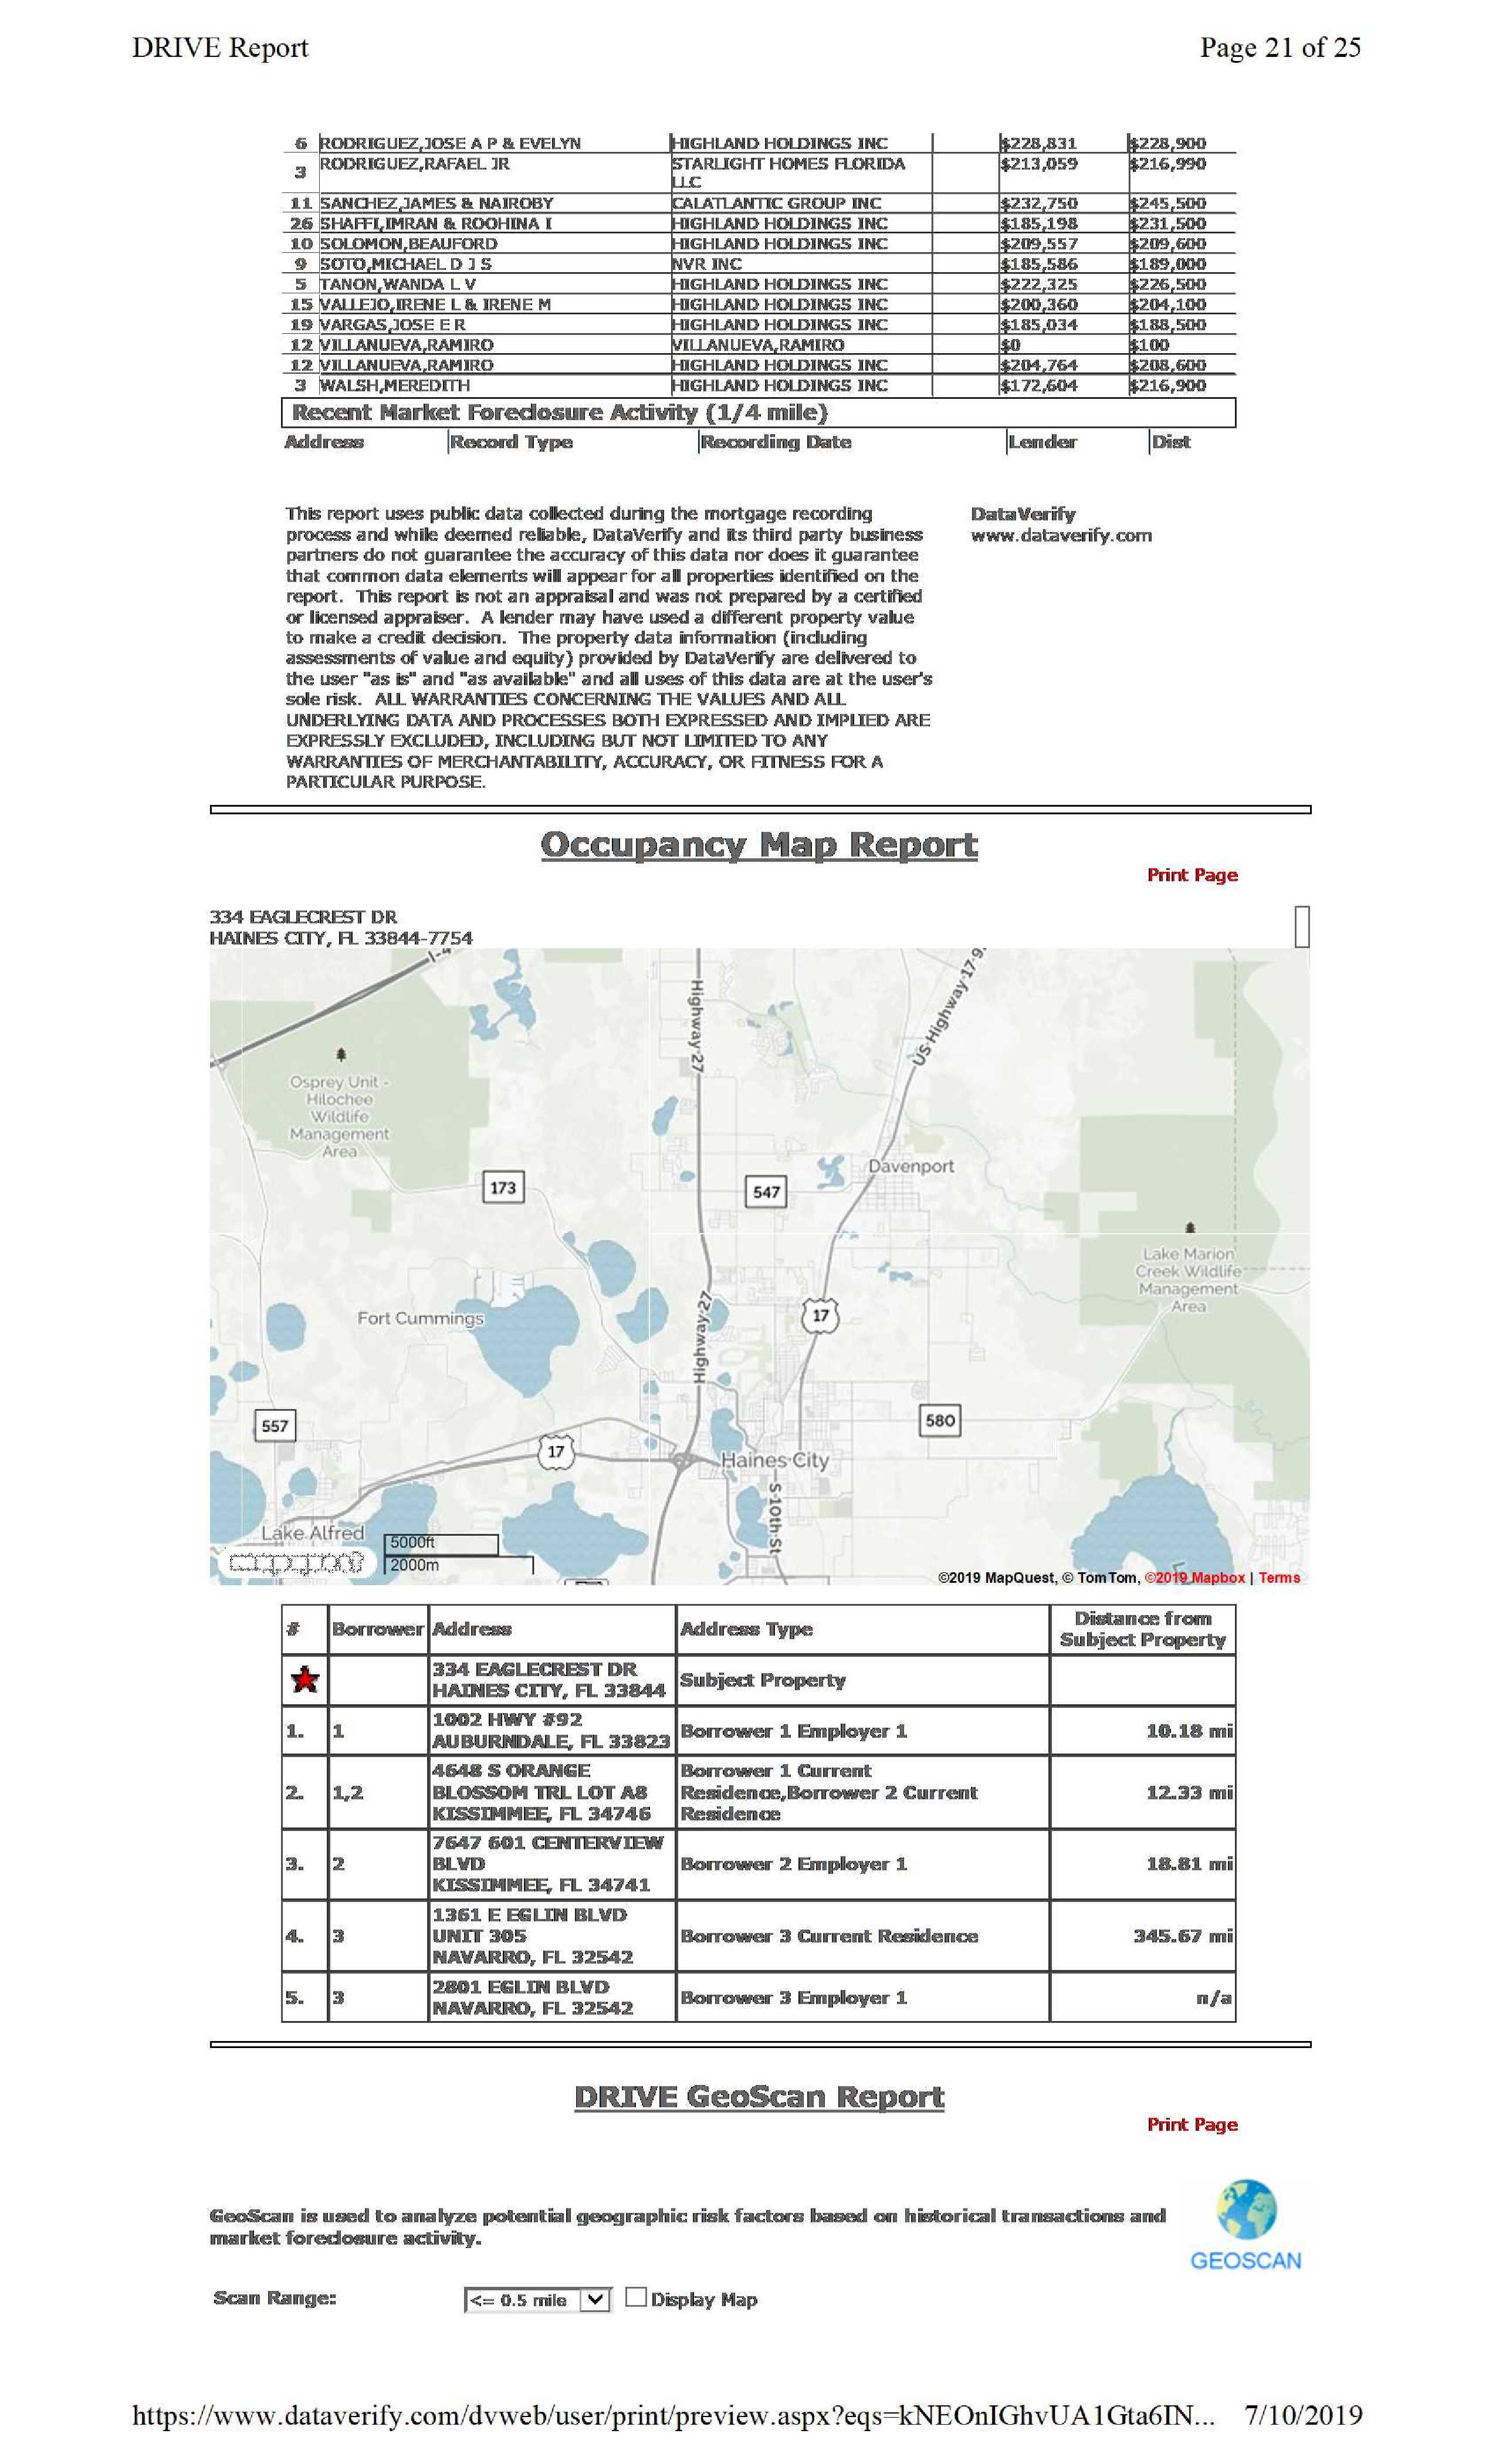 DRIVE Report Page 21 of 25
6 RODRIGUEZ,JOSE A P & EVELYN HIGHLAND HOLDINGS INC $228,831 $228,900
3 RODRIGUEZ,RAFAEL JR STARLIGHT HOMES FLORIDA LLC $213,059 $216,990
11 SANCHEZ,JAMES & NAIROBY CALATLANTIC GROUP INC $232,750 $245,500
26 SHAFFI,IMRAN & ROOHINA I HIGHLAND HOLDINGS INC $185,198 $231,500
10 SOLOMON,BEAUFORD HIGHLAND HOLDINGS INC $209,557 $209,600
9 SOTO,MICHAEL D J S NVR INC $185,586 $189,000
5 TANON,WANDA L V HIGHLAND HOLDINGS INC $222,325 $226,500
15 VALLEJO,IRENE L & IRENE M HIGHLAND HOLDINGS INC $200,360 $204,100
19 VARGAS,JOSE E R HIGHLAND HOLDINGS INC $185,034 $188,500
12 VILLANUEVA,RAMIRO VILLANUEVA,RAMIRO $0 $100
12 VILLANUEVA,RAMIRO HIGHLAND HOLDINGS INC $204,764 $208,600
3 WALSH,MEREDITH HIGHLAND HOLDINGS INC $172,604 $216,900
Recent Market Foreclosure Activity (1/4 mile)
Address Record Type Recording Date Lender Dist
This report uses public data collected during the mortgage recording
process and while deemed reliable, DataVerify and its third party business
partners do not guarantee the accuracy of this data nor does it guarantee
that common data elements will appear for all properties identified on the
report. This report is not an appraisal and was not prepared by a certified
or licensed appraiser. A lender may have used a different property value
to make a credit decision. The property data information (including
assessments of value and equity) provided by DataVerify are delivered to
the user "as is" and "as available" and all uses of this data are at the user's
sole risk. ALL WARRANTIES CONCERNING THE VALUES AND ALL
UNDERLYING DATA AND PROCESSES BOTH EXPRESSED AND IMPLIED ARE
EXPRESSLY EXCLUDED, INCLUDING BUT NOT LIMITED TO ANY
WARRANTIES OF MERCHANTABILITY, ACCURACY, OR FITNESS FOR A
PARTICULAR PURPOSE.
DataVerify
www.dataverify.com
Occupancy Map Report
Print Page
334 EAGLECREST DR
HAINES CITY, FL 33844-7754
I-4
Highway 27
US Highway 17-9
Osprey Unit -
Hilochee
Wildlife
Management
Area
173
547
Davenport
Lake Marion
Creek Wildlife
Management
Area
Fort Cummings
Highway 27
17
557
580
17
Haines City
S 10th St
Lake Alfred
5000ft
2000m
©2019 MapQuest, © TomTom, ©2019 Mapbox | Terms
# Borrower Address Address Type Distance from Subject Property
334 EAGLECREST DR
HAINES CITY, FL 33844 Subject Property
1. 1 1002 HWY #92
AUBURNDALE, FL 33823 Borrower 1 Employer 1 10.18 mi
2. 1,2 4648 S ORANGE
BLOSSOM TRL LOT A8
KISSIMMEE, FL 34746 Borrower 1 Current
Residence,Borrower 2 Current
Residence 12.33 mi
3. 2 7647 601 CENTERVIEW
BLVD
KISSIMMEE, FL 34741 Borrower 2 Employer 1 18.81 mi
4. 3 1361 E EGLIN BLVD
UNIT 305
NAVARRO, FL 32542 Borrower 3 Current Residence 345.67 mi
5. 3 2801 EGLIN BLVD
NAVARRO, FL 32542 Borrower 3 Employer 1 n/a
DRIVE GeoScan Report
Print Page
GeoScan is used to analyze potential geographic risk factors based on historical transactions and
market foreclosure activity.
GEOSCAN
Scan Range: <= 0.5 mile Display Map
https://www.dataverify.com/dvweb/user/print/preview.aspx?eqs=kNEOnIGhvUA1Gta6IN... 7/10/2019